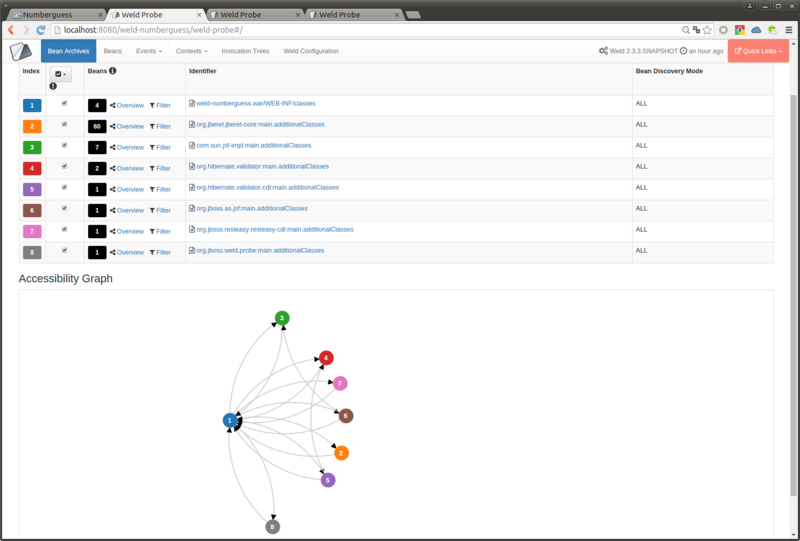 Numberguess
Weld Probe
Weld Probe
Weld Probe
localhost:8080/weld-numberguess/weld-probe#/
Bean Archives Beans Events Contexts Invocation Trees Weld Configuration Weld 2.3.3.SNAPSHOT an hour ago Quick Links
Index Beans Identifier Bean Discovery Mode
1 4 Overview Filter weld-numberguess.war/WEB-INF/classes ALL
2 60 Overview Filter org.jberet.jberet-core:main.additionalClasses ALL
3 7 Overview Filter com.sun.jsf-impl:main.additionalClasses ALL
4 2 Overview Filter org.hibernate.validator:main.additionalClasses ALL
5 1 Overview Filter org.hibernate.validator.cdi:main.additionalClasses ALL
6 1 Overview Filter org.jboss.as.jsf:main.additionalClasses ALL
7 1 Overview Filter org.jboss.resteasy.resteasy-cdi:main.additionalClasses ALL
8 1 Overview Filter org.jboss.weld.probe:main.additionalClasses ALL
Accessibility Graph
3
4
7
6
1
2
5
8